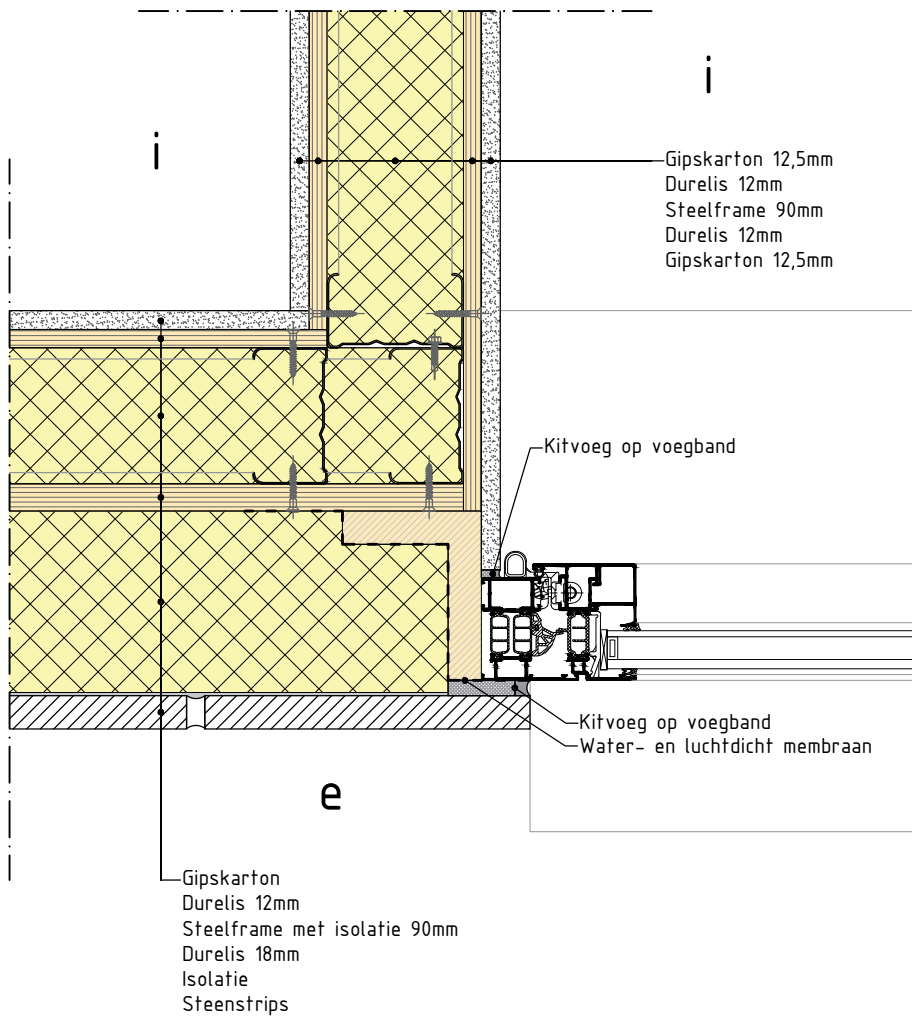 i
i
Gipskarton 12,5mm
Durelis 12mm
Steelframe 90mm
Durelis 12mm
Gipskarton 12,5mm
Kitvoeg op voegband
Kitvoeg op voegband
Water- en luchtdicht membraan
e
Gipskarton
Durelis 12mm
Steelframe met isolatie 90mm
Durelis 18mm
Isolatie
Steenstrips